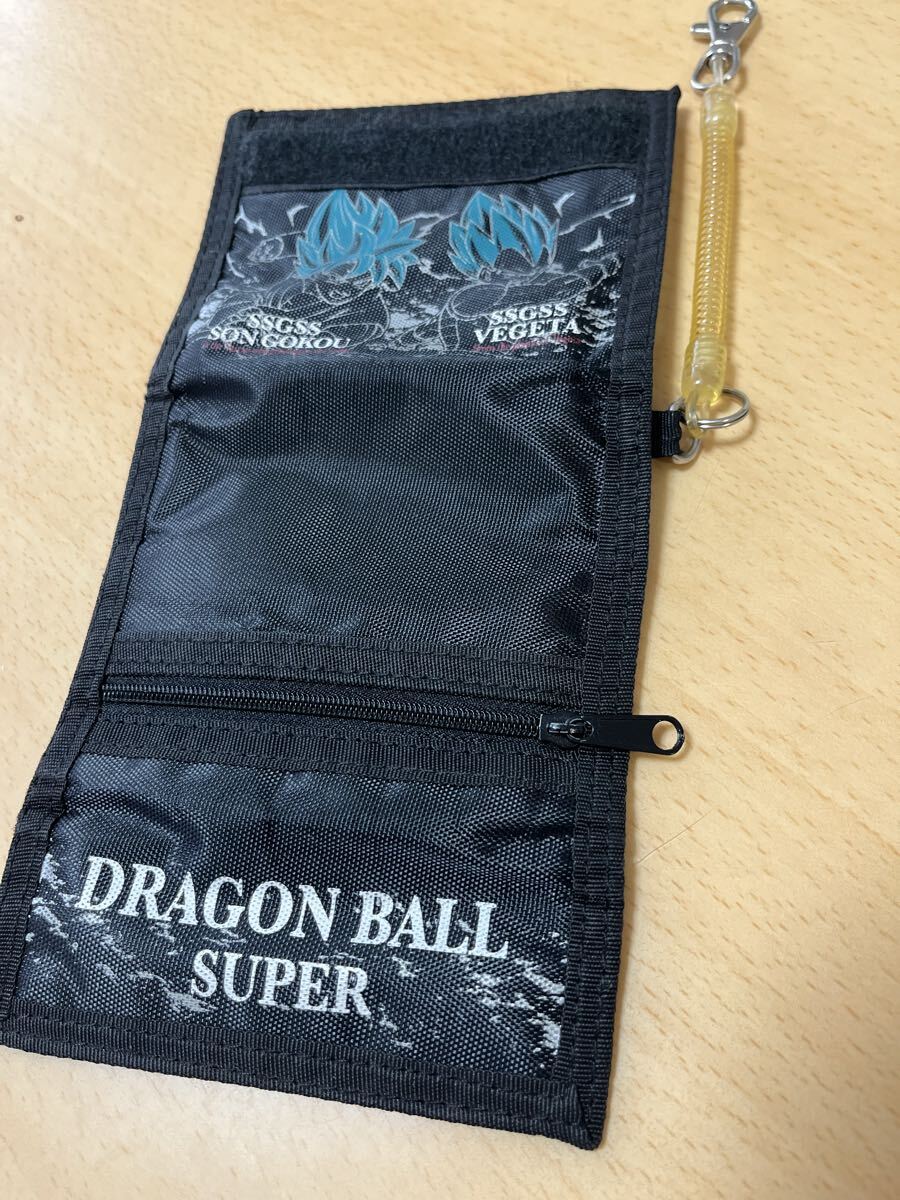 SSGSS
SON GOKOU
SSGSS
VEGETA
DRAGON BALL
SUPER